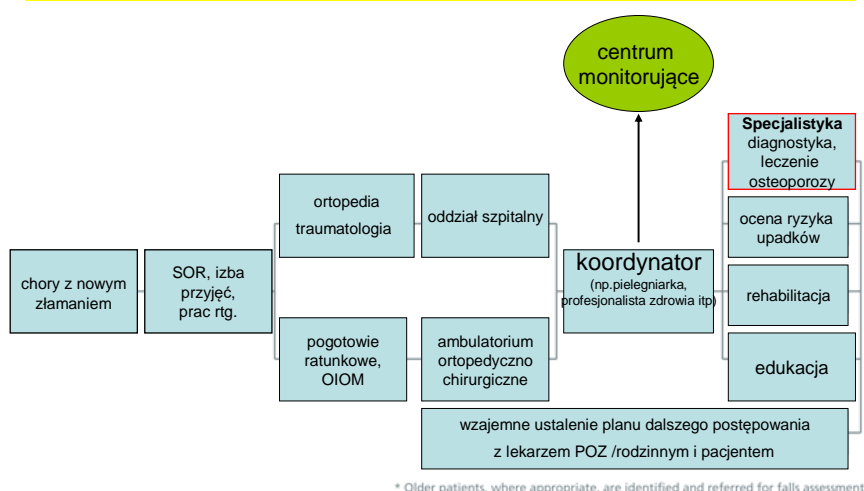 centrum
monitorujące
Specjalistyka
diagnostyka,
leczenie
osteoporozy
ortopedia
traumatologia
oddział szpitalny
ocena ryzyka
upadków
chory z nowym
złamaniem
SOR, izba
przyjęć,
prac rtg.
koordynator
(np.pielegniarka,
profesjonalista zdrowia itp)
rehabilitacja
pogotowie
ratunkowe,
OIOM
ambulatorium
ortopedyczno
chirurgiczne
edukacja
wzajemne ustalenie planu dalszego postępowania
z lekarzem POZ /rodzinnym i pacjentem
* Older patients, where appropriate, are identified and referred for falls assessment